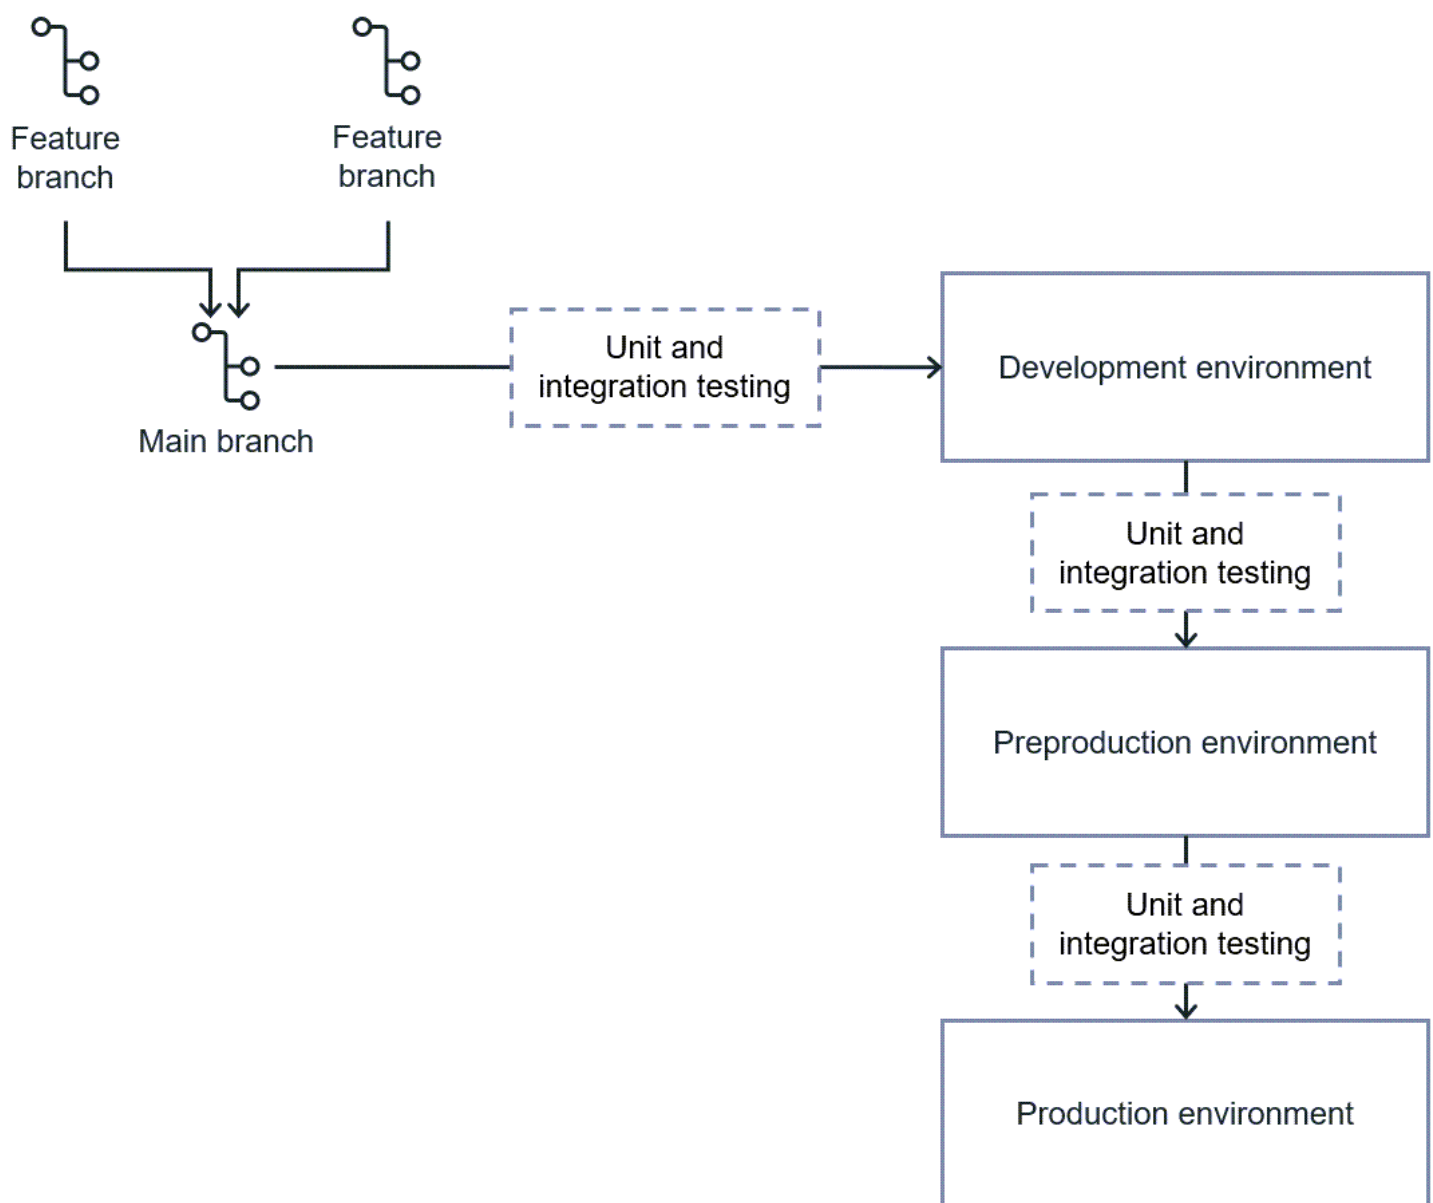 Feature
branch
Feature
branch
Main branch
Unit and
integration testing
Development environment
Unit and
integration testing
Preproduction environment
Unit and
integration testing
Production environment